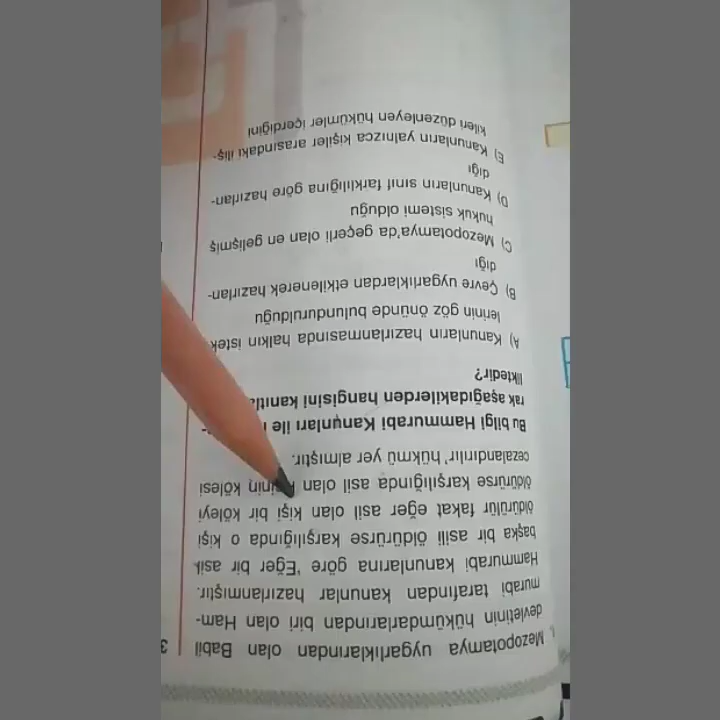 Mezopotamya uygarlıklarından olan Babil
devletinin hükümdarlarından biri olan Ham-
murabi tarafından kanunlar hazırlanmıştır.
Hammurabi kanunlarına göre 'Eğer bir asil
başka bir asili öldürürse karşılığında o kişi
öldürülür fakat eğer asil olan kişi bir köleyi
öldürürse karşılığında asil olan kölesi
cezalandırılır' hükmü yer almıştır.
Bu bilgi Hammurabi Kanunları ile
rak aşağıdakilerden hangisini
liktedir?
A) Kanunların hazırlanmasında halkın istek
lerinin göz önünde bulundurulduğu
B) Çevre uygarlıklardan etkilenerek hazırlan-
dığı
C) Mezopotamya'da geçerli olan en gelişmiş
hukuk sistemi olduğu
D) Kanunların sınıf farklılığına göre hazırlan-
dığı
E) Kanunların yalnızca kişiler arasındaki iliş-
kileri düzenleyen hükümler içerdiğini
3